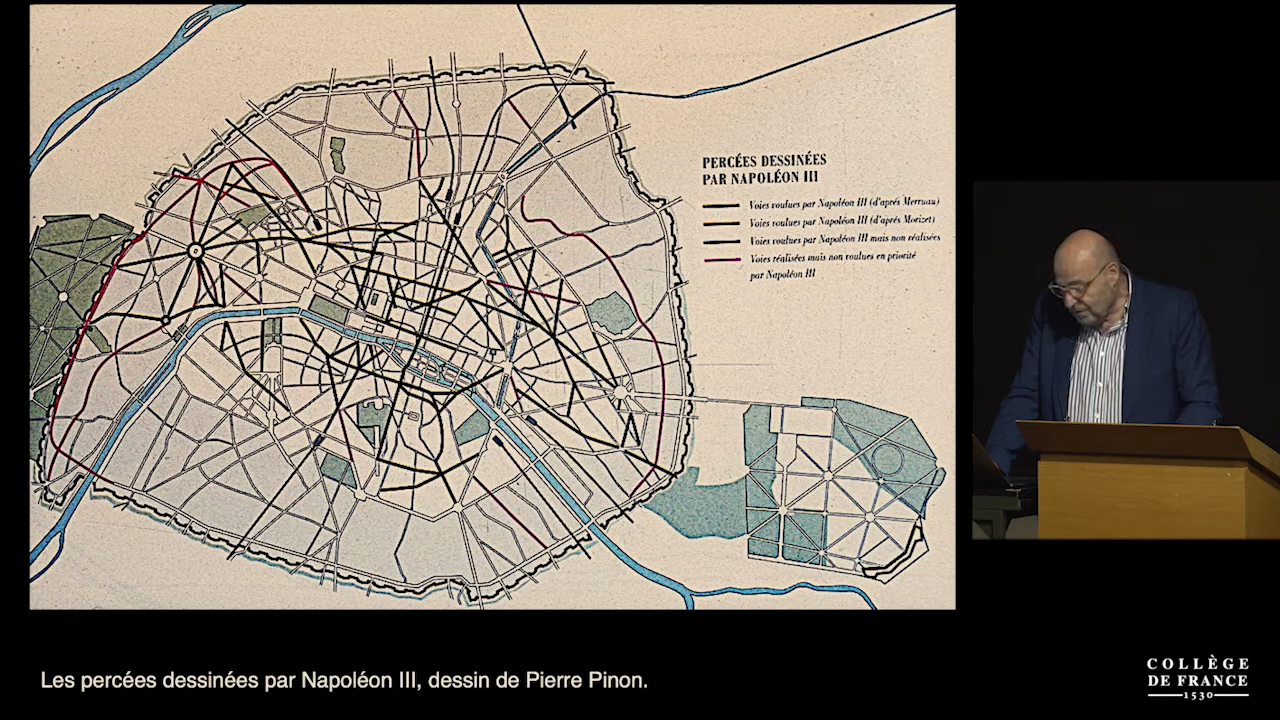 PERCÉES DESSINÉES
PAR NAPOLÉON III
Voies voulues par Napoléon III (d'après Merruau)
Voies voulues par Napoléon III (d'après Morizet)
Voies voulues par Napoléon III mais non réalisées
Voies réalisées mais non voulues en priorité
par Napoléon III
Les percées dessinées par Napoléon III, dessin de Pierre Pinon.
COLLÈGE
DE FRANCE
1530